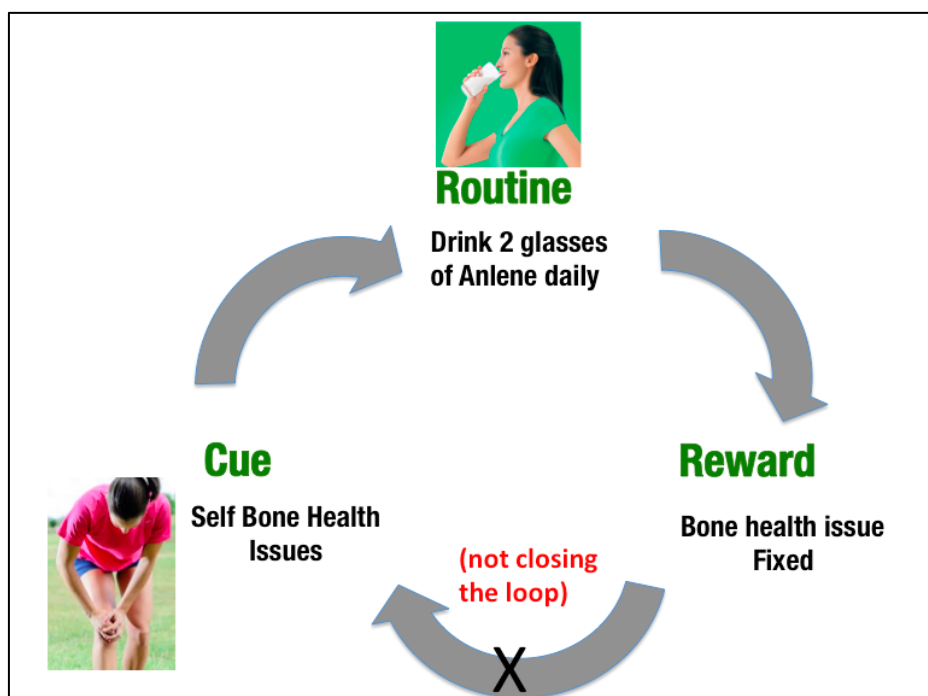 Routine
Drink 2 glasses
of Anlene daily
Cue
Self Bone Health
Issues
Reward
Bone health issue
Fixed
(not closing
the loop)
X